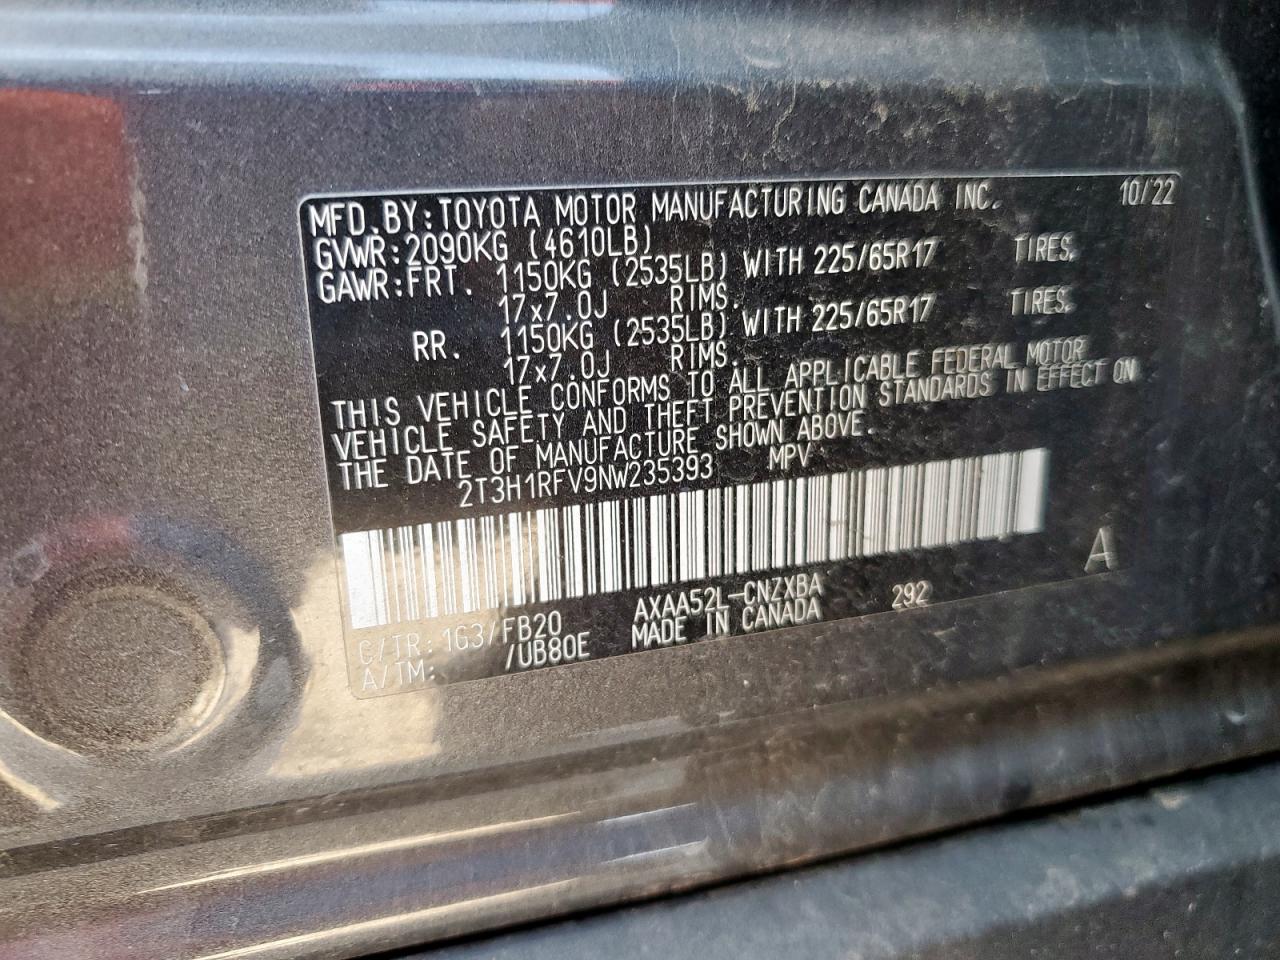 MFD.BY:TOYOTA MOTOR MANUFACTURING CANADA INC. 10/22
GVWR:2090KG (4610LB)
GAWR:FRT. 1150KG (2535LB) WITH 225/65R17 TIRES,
17x7.0J RIMS.
RR. 1150KG (2535LB) WITH 225/65R17 TIRES,
17x7.0J RIMS.
THIS VEHICLE CONFORMS TO ALL APPLICABLE FEDERAL MOTOR
VEHICLE SAFETY AND THEFT PREVENTION STANDARDS IN EFFECT ON
THE DATE OF MANUFACTURE SHOWN ABOVE.
2T3H1RFV9NW235393 MPV
A
C/TR:1G3/FB20 AXAA52L-CNZXBA 292
A/TM: /UB80E MADE IN CANADA